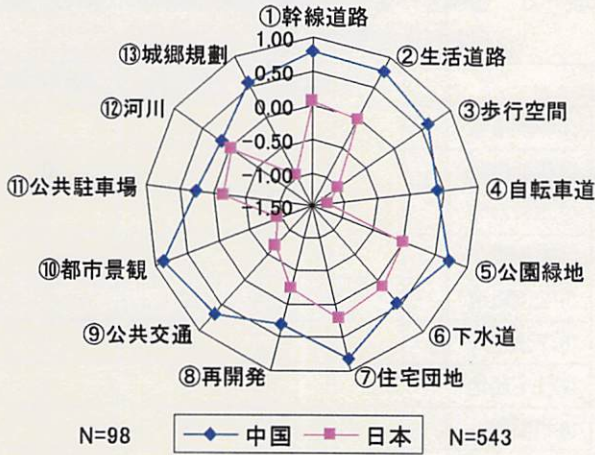 ①幹線道路
②生活道路
③歩行空間
④自転車道
⑤公園緑地
⑥下水道
⑦住宅団地
⑧再開発
⑨公共交通
⑩都市景観
⑪公共駐車場
⑫河川
⑬城郷規劃
1.00
0.50
0.00
-0.50
-1.00
-1.50
N=98 中国 日本 N=543